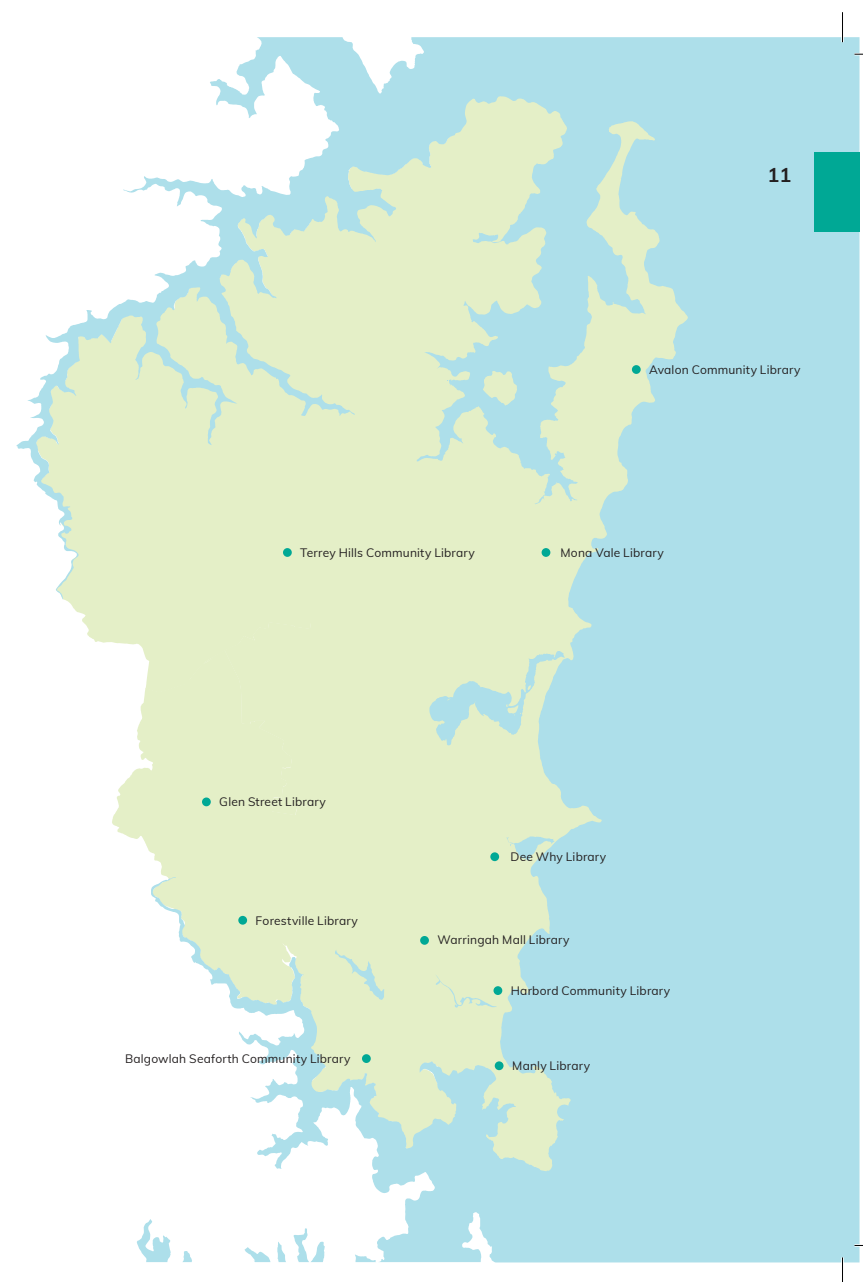 11
Avalon Community Library
Terrey Hills Community Library
Mona Vale Library
Glen Street Library
Dee Why Library
Forestville Library
Warringah Mall Library
Harbord Community Library
Balgowlah Seaforth Community Library
Manly Library